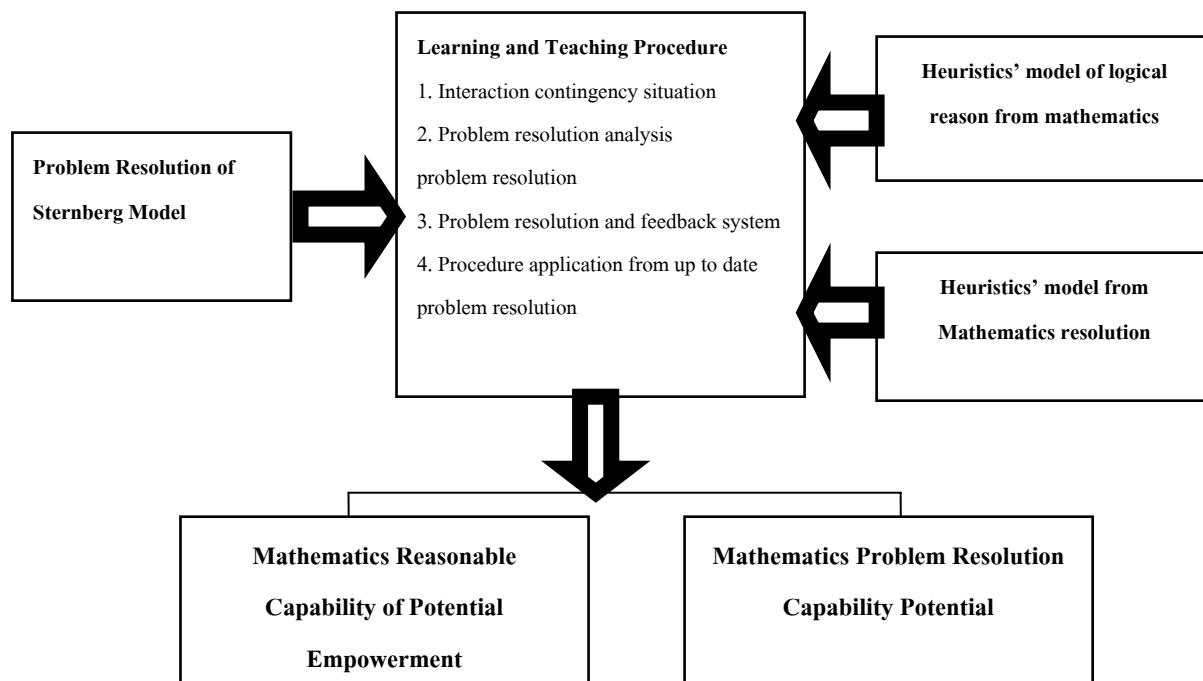 Problem Resolution of
Sternberg Model
Learning and Teaching Procedure
1. Interaction contingency situation
2. Problem resolution analysis
problem resolution
3. Problem resolution and feedback system
4. Procedure application from up to date
problem resolution
Heuristics’ model of logical
reason from mathematics
Heuristics’ model from
Mathematics resolution
Mathematics Reasonable
Capability of Potential
Empowerment
Mathematics Problem Resolution
Capability Potential